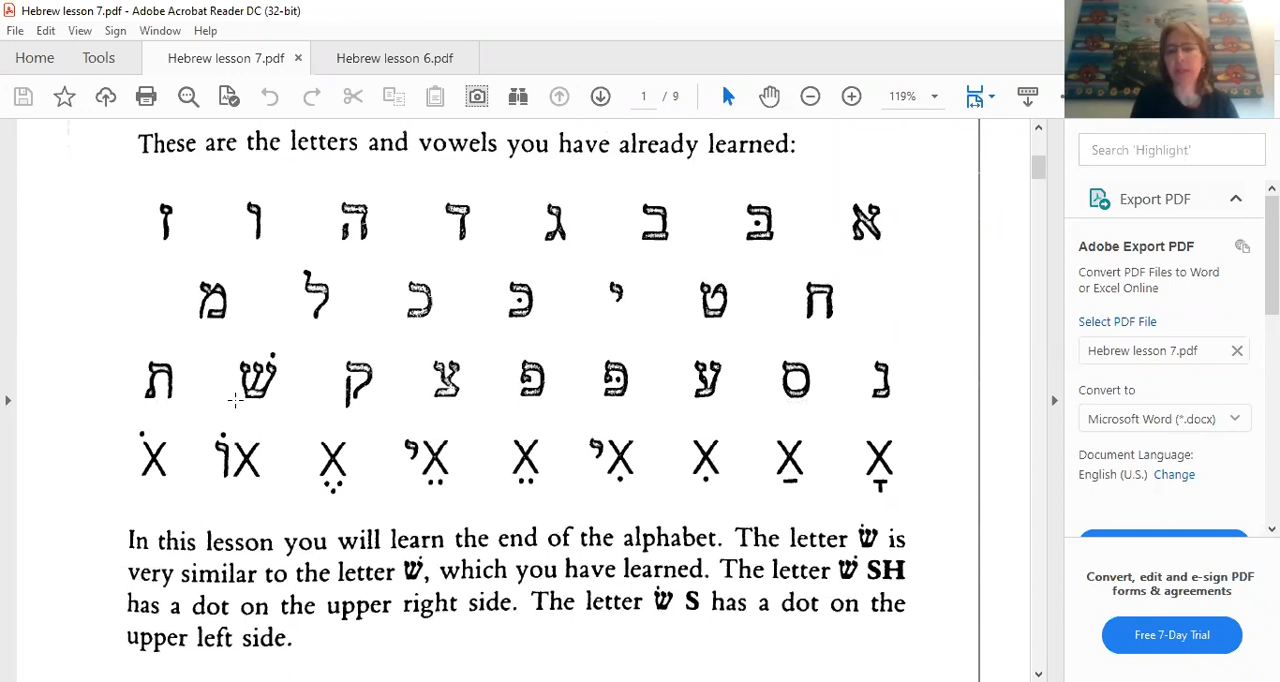 Hebrew lesson 7.pdf - Adobe Acrobat Reader DC (32-bit)
File Edit View Sign Window Help
Home Tools Hebrew lesson 7.pdf × Hebrew lesson 6.pdf
1 / 9 119%
These are the letters and vowels you have already learned:
א בּ ב ג ד ה ו ז
ח ט י כּ כ ל מ
נ ס ע פּ פ צ ק שׁ ת
Xָ Xַ Xִ Xִי Xֵ Xֵי Xֶ Xוֹ Xֹ
In this lesson you will learn the end of the alphabet. The letter שׂ is
very similar to the letter שׁ, which you have learned. The letter שׁ SH
has a dot on the upper right side. The letter שׂ S has a dot on the
upper left side.
Search 'Highlight'
Export PDF
Adobe Export PDF
Convert PDF Files to Word
or Excel Online
Select PDF File
Hebrew lesson 7.pdf ×
Convert to
Microsoft Word (*.docx)
Document Language:
English (U.S.) Change
Convert, edit and e-sign PDF
forms & agreements
Free 7-Day Trial